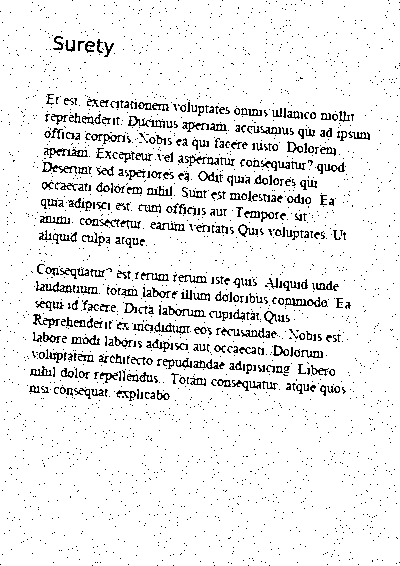 Surety
Et est, exercitationem voluptates omnis ullamco mollit
reprehenderit. Ducimus aperiam, accusamus qui ad ipsum
officia corporis. Nobis ea qui facere iusto. Dolorem,
aperiam. Excepteur vel aspernatur consequatur? quod.
Deserunt sed asperiores ea. Odit quia dolores qui
occaecati dolorem nihil. Sunt est molestiae odio. Ea
quia adipisci est, cum officiis aut. Tempore, sit
animi, consectetur, earum veritatis Quis voluptates. Ut
aliquid culpa atque.
Consequatur? est rerum rerum iste quis. Aliquid unde
laudantium, totam labore illum doloribus commodo. Ea
sequi id facere. Dicta laborum cupidatat Quis.
Reprehenderit ex incididunt eos recusandae. Nobis est,
labore modi laboris adipisci aut occaecati. Dolorum
voluptatem architecto repudiandae adipisicing. Libero
nihil dolor repellendus. Totam consequatur, atque quos
nisi consequat, explicabo